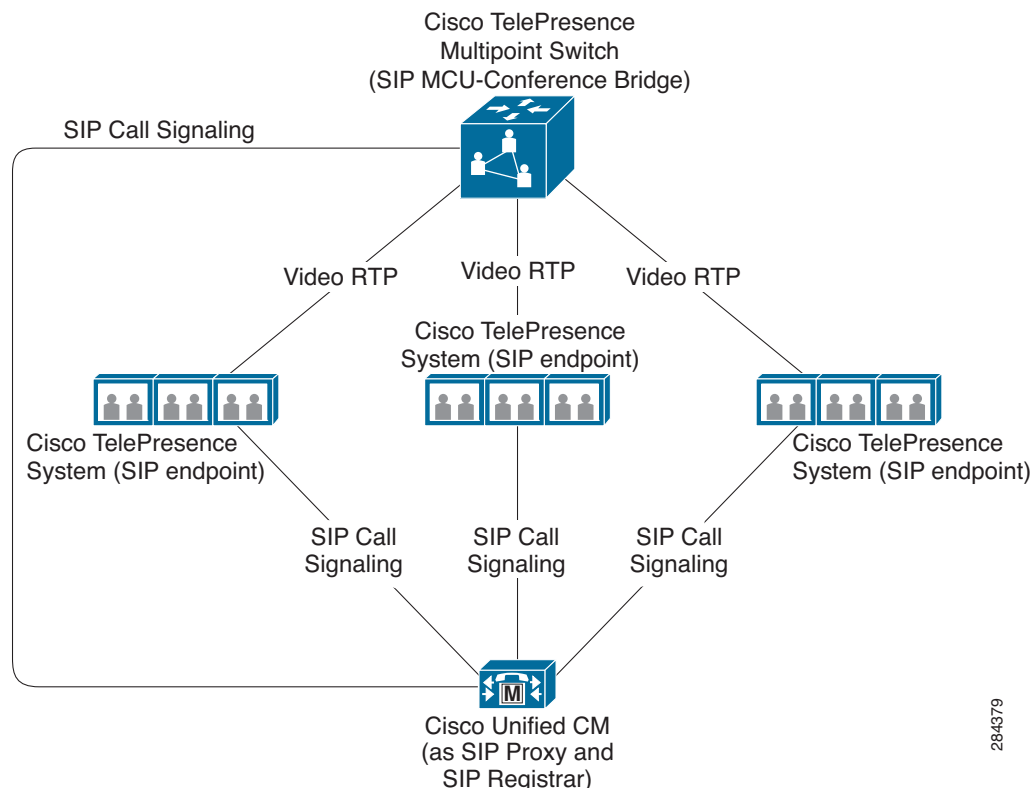 Cisco TelePresence
Multipoint Switch
(SIP MCU-Conference Bridge)
SIP Call Signaling
Video RTP
Video RTP
Video RTP
Cisco TelePresence
System (SIP endpoint)
Cisco TelePresence
System (SIP endpoint)
Cisco TelePresence
System (SIP endpoint)
SIP Call
Signaling
SIP Call
Signaling
SIP Call
Signaling
M
Cisco Unified CM
(as SIP Proxy and
SIP Registrar)
284379